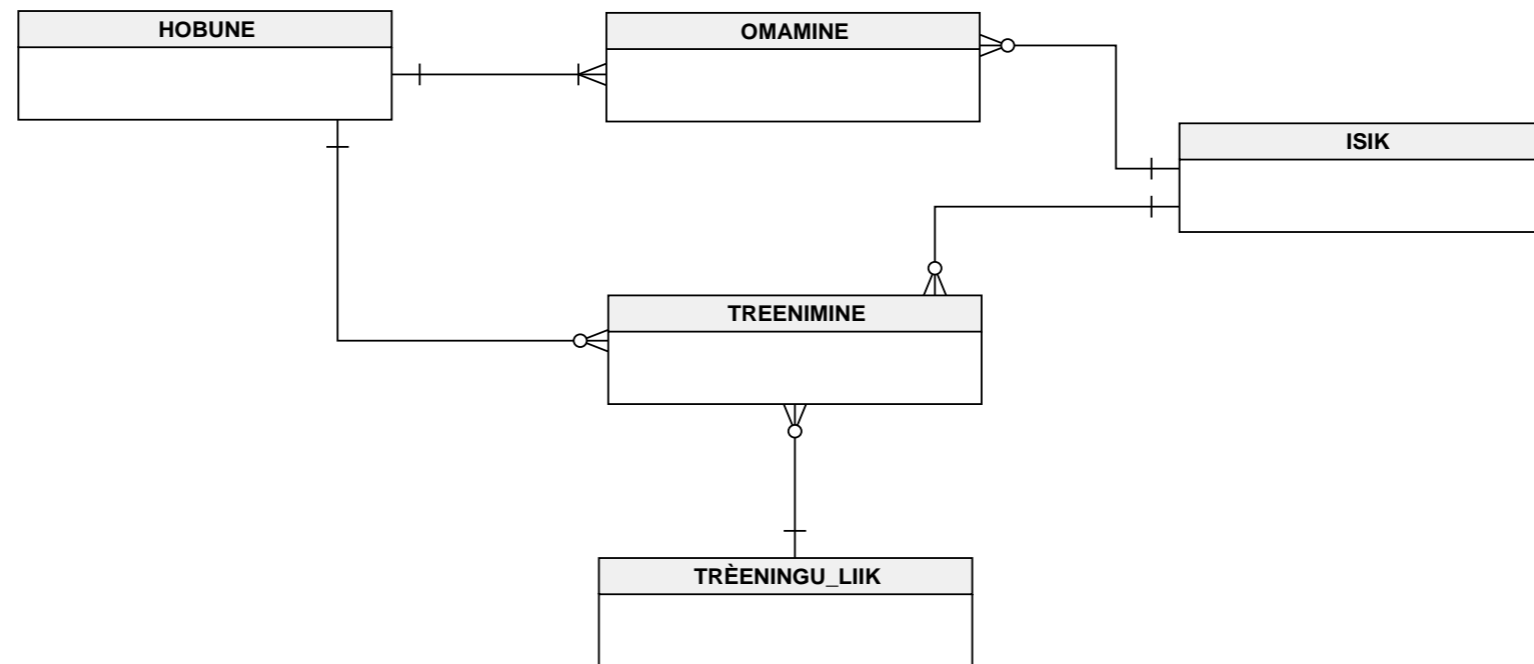 HOBUNE
OMAMINE
ISIK
TREENIMINE
TRÈENINGU_LIIK